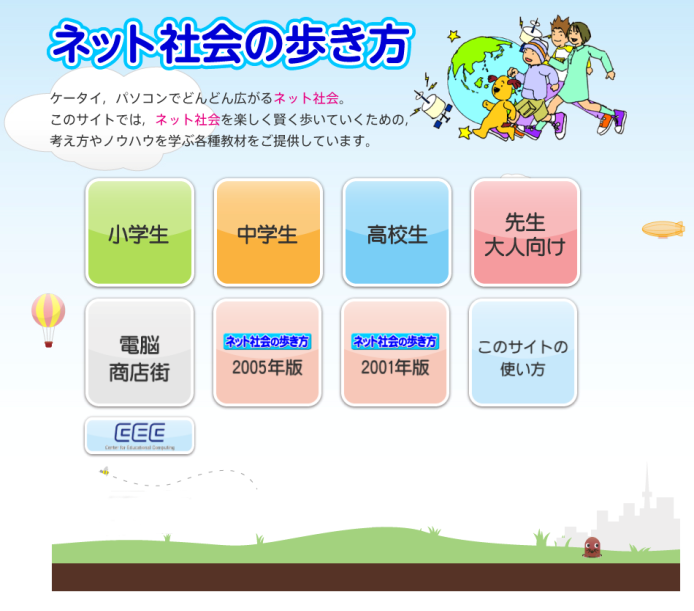 ネット社会の歩き方
ケータイ，パソコンでどんどん広がるネット社会。
このサイトでは，ネット社会を楽しく賢く歩いていくための，
考え方やノウハウを学ぶ各種教材をご提供しています。
小学生
中学生
高校生
先生
大人向け
電脳
商店街
ネット社会の歩き方
2005年版
ネット社会の歩き方
2001年版
このサイトの
使い方
CEC
Center for Educational Computing